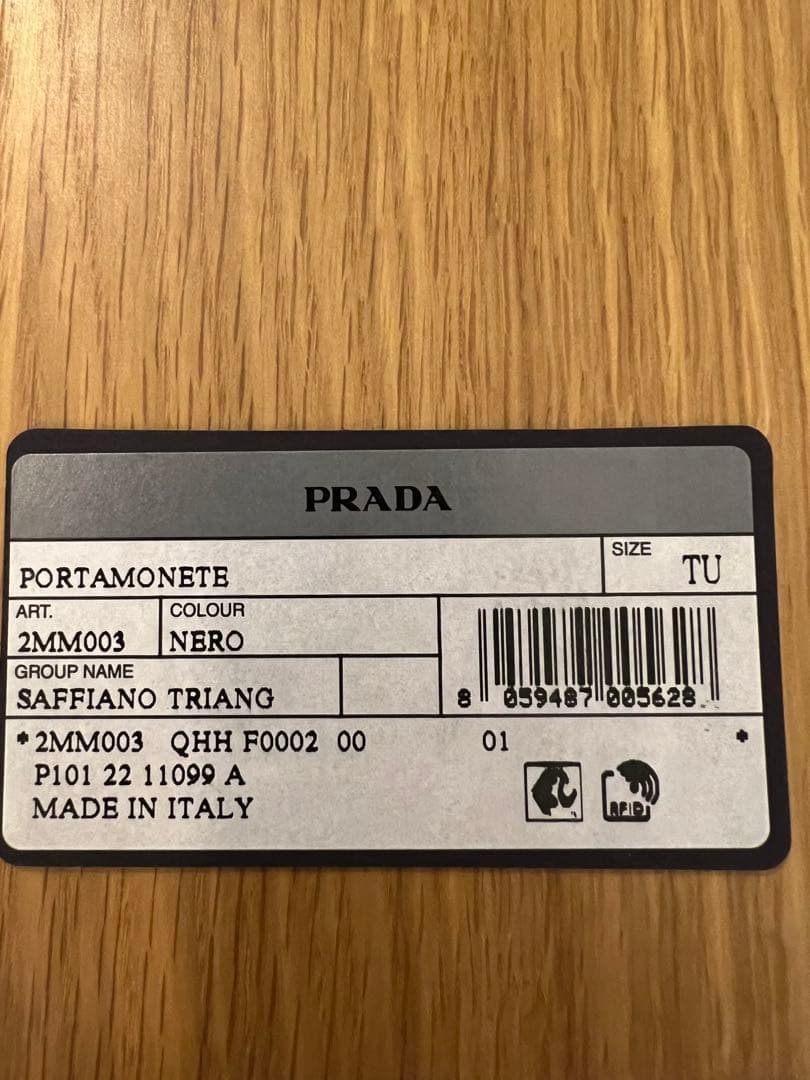 PRADA
PORTAMONETE
SIZE
TU
ART.
2MM003
COLOUR
NERO
GROUP NAME
SAFFIANO TRIANG
8 059487 005628
*2MM003 QHH F0002 00 01 *
P101 22 11099 A
MADE IN ITALY
RFID